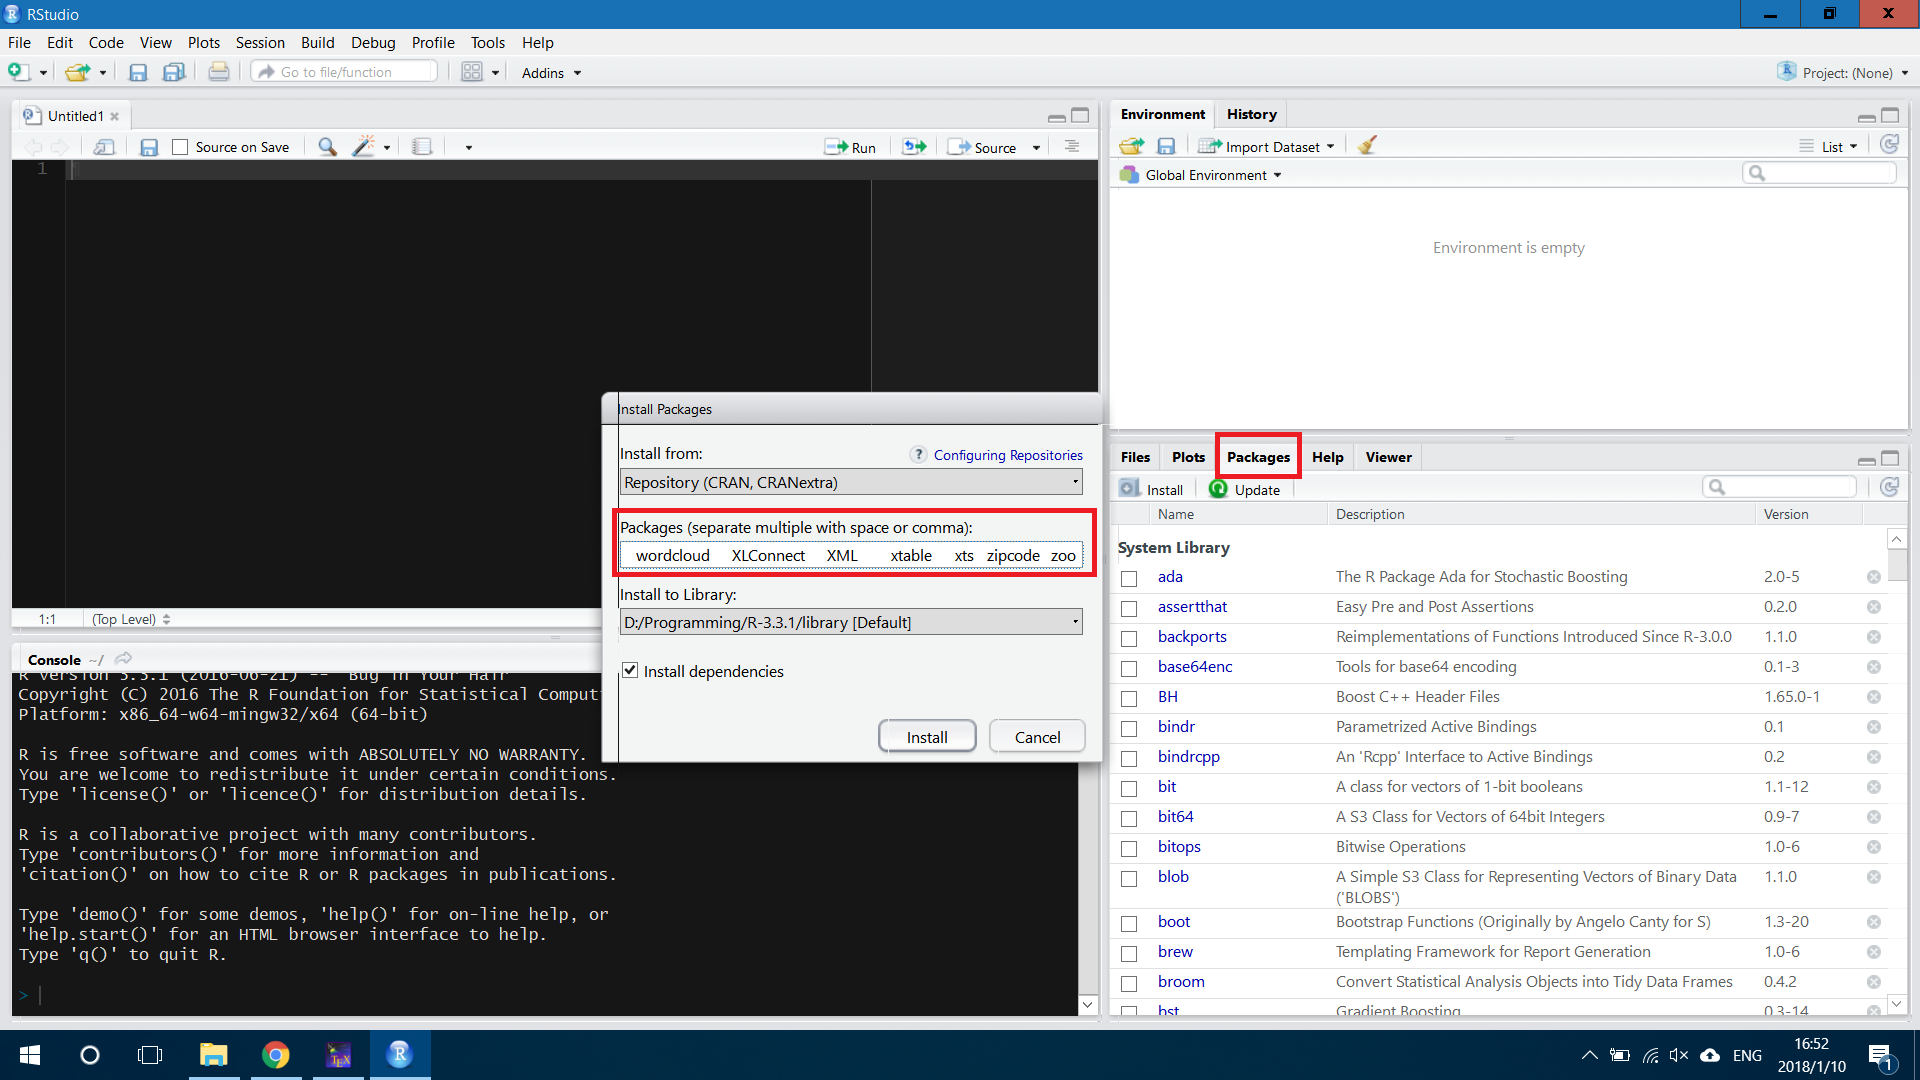 RStudio
File Edit Code View Plots Session Build Debug Profile Tools Help
Go to file/function Addins Project: (None)
Untitled1
Source on Save Run Source
1
1:1 (Top Level)
Console ~/
R version 3.3.1 (2016-06-21) -- "Bug in Your Hair"
Copyright (C) 2016 The R Foundation for Statistical Comput
Platform: x86_64-w64-mingw32/x64 (64-bit)
R is free software and comes with ABSOLUTELY NO WARRANTY.
You are welcome to redistribute it under certain conditions.
Type 'license()' or 'licence()' for distribution details.
R is a collaborative project with many contributors.
Type 'contributors()' for more information and
'citation()' on how to cite R or R packages in publications.
Type 'demo()' for some demos, 'help()' for on-line help, or
'help.start()' for an HTML browser interface to help.
Type 'q()' to quit R.
>
Install Packages
Install from: ? Configuring Repositories
Repository (CRAN, CRANextra)
Packages (separate multiple with space or comma):
wordcloud XLConnect XML xtable xts zipcode zoo
Install to Library:
D:/Programming/R-3.3.1/library [Default]
Install dependencies
Install Cancel
Environment History
Import Dataset List
Global Environment
Environment is empty
Files Plots Packages Help Viewer
Install Update
Name Description Version
System Library
ada The R Package Ada for Stochastic Boosting 2.0-5
assertthat Easy Pre and Post Assertions 0.2.0
backports Reimplementations of Functions Introduced Since R-3.0.0 1.1.0
base64enc Tools for base64 encoding 0.1-3
BH Boost C++ Header Files 1.65.0-1
bindr Parametrized Active Bindings 0.1
bindrcpp An 'Rcpp' Interface to Active Bindings 0.2
bit A class for vectors of 1-bit booleans 1.1-12
bit64 A S3 Class for Vectors of 64bit Integers 0.9-7
bitops Bitwise Operations 1.0-6
blob A Simple S3 Class for Representing Vectors of Binary Data 1.1.0
('BLOBS')
boot Bootstrap Functions (Originally by Angelo Canty for S) 1.3-20
brew Templating Framework for Report Generation 1.0-6
broom Convert Statistical Analysis Objects into Tidy Data Frames 0.4.2
bst Gradient Boosting 0.3-14
ENG
16:52
2018/1/10
1